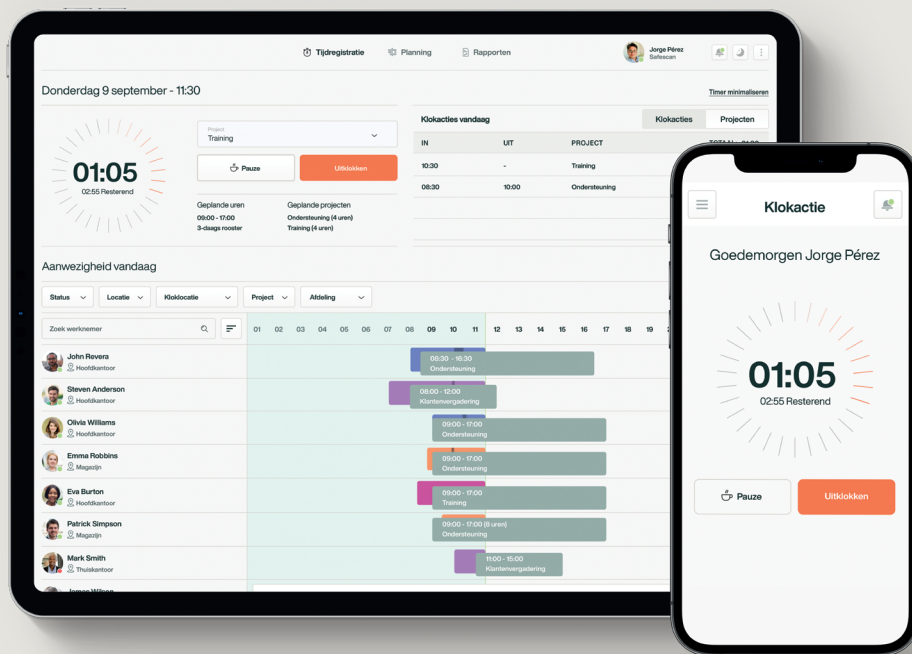 Tijdregistratie Planning Rapporten
Jorge Pérez
Safescan
Donderdag 9 september - 11:30
Timer minimaliseren
01:05
02:55 Resterend
Project
Training
Pauze
Uitklokken
Geplande uren
09:00 - 17:00
3-daags rooster
Geplande projecten
Ondersteuning (4 uren)
Training (4 uren)
Klokacties vandaag
Klokacties Projecten
IN UIT PROJECT
10:30 - Training
08:30 10:00 Ondersteuning
Aanwezigheid vandaag
Status Locatie Kloklocatie Project Afdeling
Zoek werknemer
01 02 03 04 05 06 07 08 09 10 11 12 13 14 15 16 17 18 19
John Revera
Hoofdkantoor
08:30 - 16:30
Ondersteuning
Steven Anderson
Hoofdkantoor
08:00 - 12:00
Klantenvergadering
Olivia Williams
Hoofdkantoor
09:00 - 17:00
Ondersteuning
Emma Robbins
Magazijn
09:00 - 17:00
Ondersteuning
Eva Burton
Hoofdkantoor
09:00 - 17:00
Training
Patrick Simpson
Magazijn
09:00 - 17:00 (8 uren)
Ondersteuning
Mark Smith
Thuiskantoor
11:00 - 15:00
Klantenvergadering
James Wilson
Klokactie
Goedemorgen Jorge Pérez
01:05
02:55 Resterend
Pauze
Uitklokken